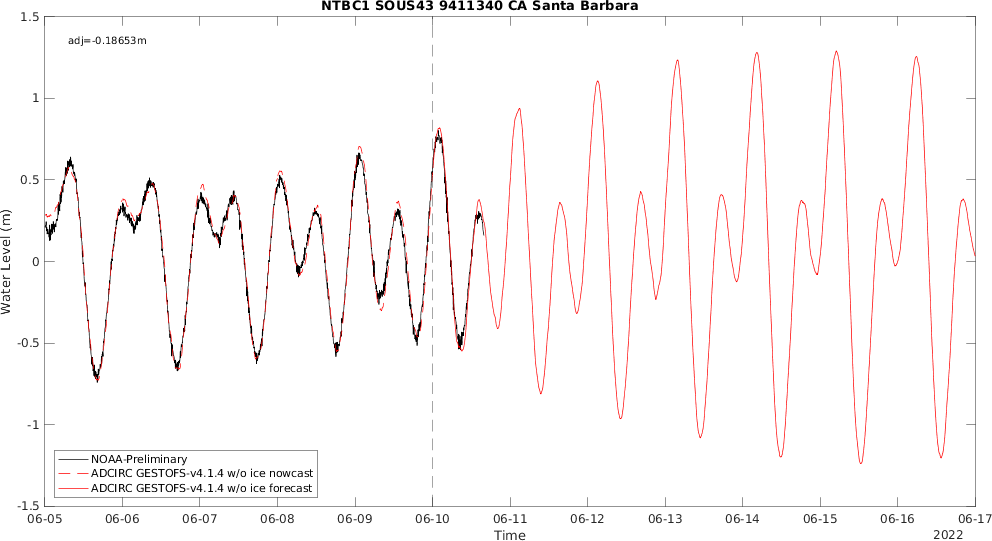 NTBC1 SOUS43 9411340 CA Santa Barbara
adj=-0.18653m
1.5
1
0.5
0
-0.5
-1
-1.5
Water Level (m)
NOAA-Preliminary
ADCIRC GESTOFS-v4.1.4 w/o ice nowcast
ADCIRC GESTOFS-v4.1.4 w/o ice forecast
06-05 06-06 06-07 06-08 06-09 06-10 06-11 06-12 06-13 06-14 06-15 06-16 06-17
Time
2022